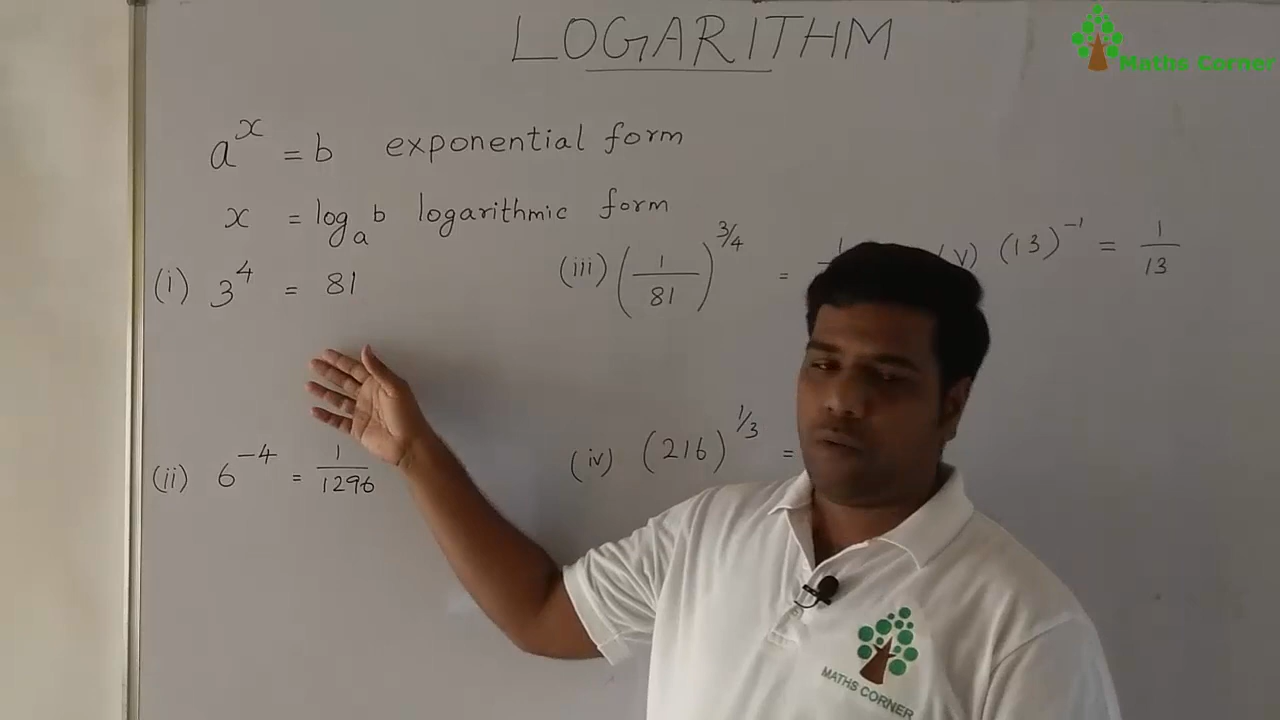 LOGARITHM
Maths Corner
a^x = b exponential form
x = log_a b logarithmic form
(i) 3^4 = 81
(iii) (1/81)^3/4 =
(13)^-1 = 1/13
(ii) 6^-4 = 1/1296
(iv) (216)^1/3 =
MATHS CORNER